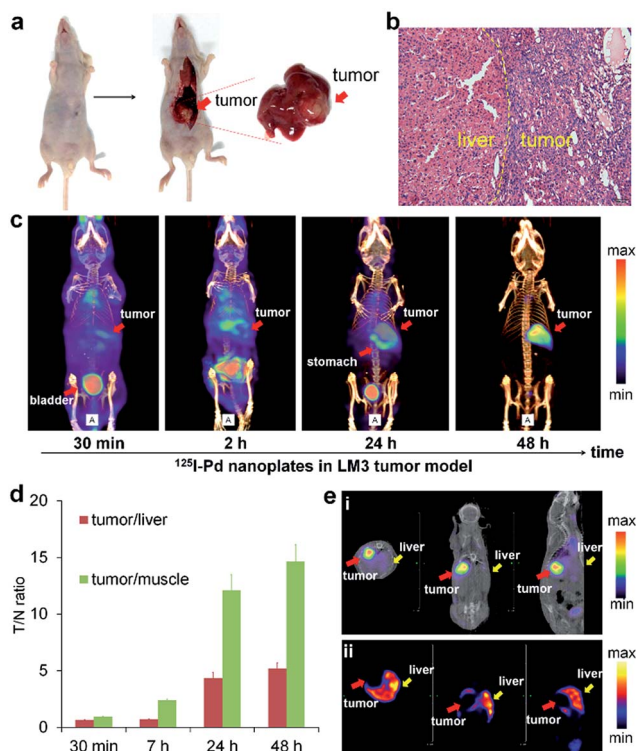 a
tumor
tumor
b
liver
tumor
c
tumor
tumor
tumor
tumor
stomach
bladder
A
A
A
A
max
min
30 min
2 h
24 h
48 h
time
¹²⁵I-Pd nanoplates in LM3 tumor model
d
20
15
10
5
0
T/N ratio
tumor/liver
tumor/muscle
30 min
7 h
24 h
48 h
e
i
liver
tumor
liver
tumor
liver
tumor
max
min
ii
liver
tumor
liver
tumor
liver
tumor
max
min